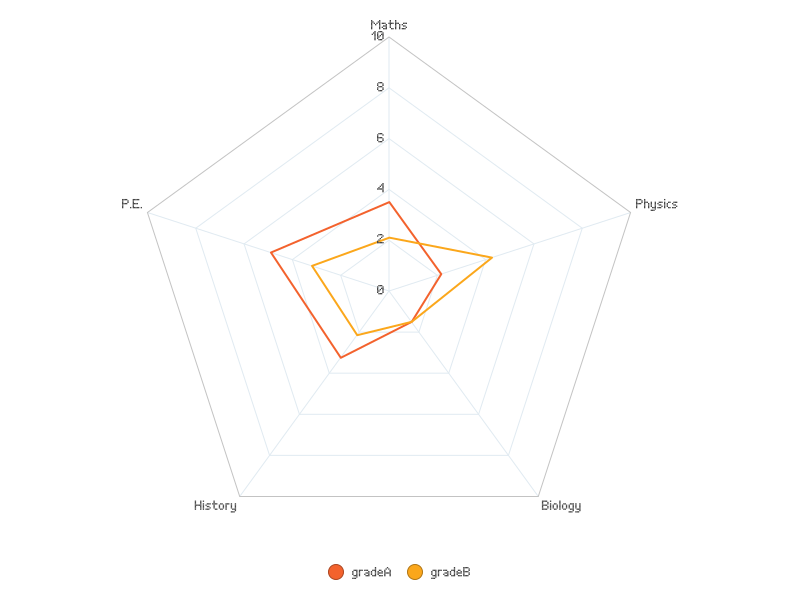 Maths
10
8
6
4
2
0
P.E.
Physics
History
Biology
gradeA
gradeB